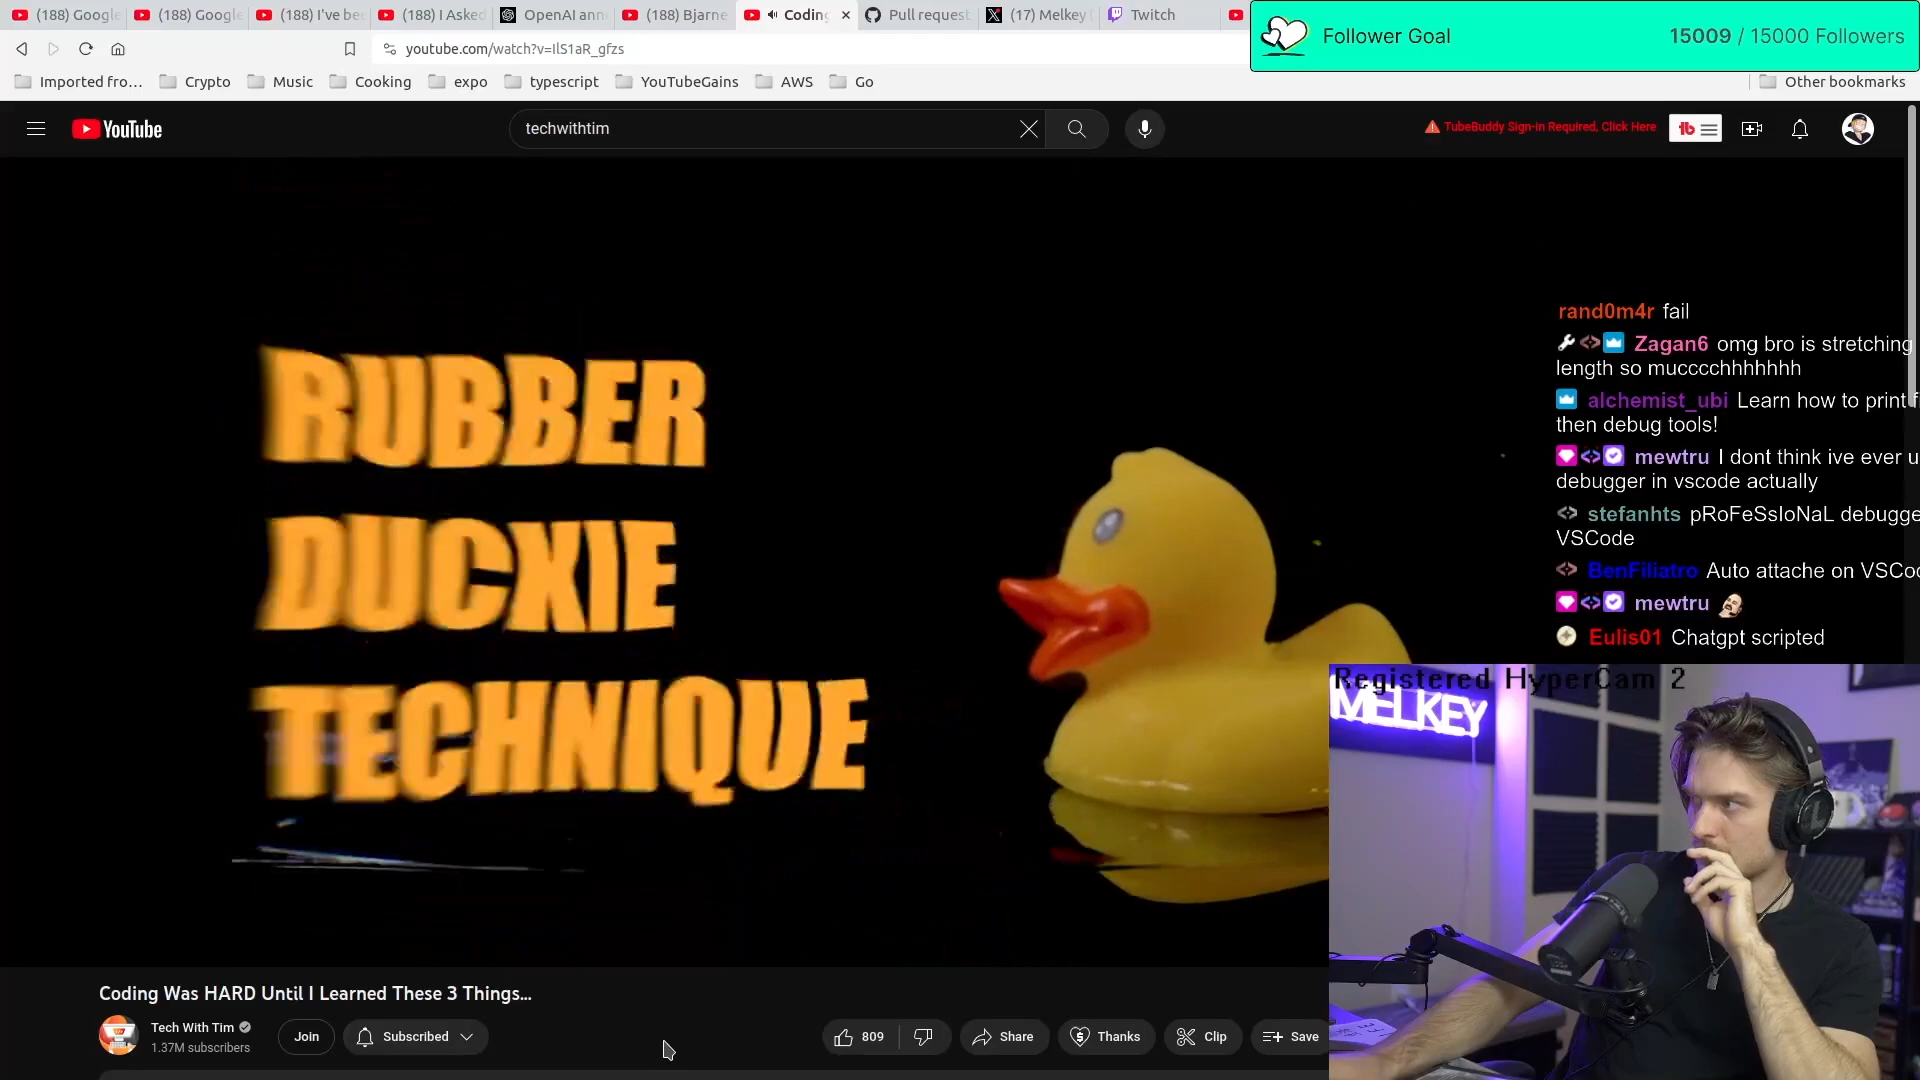 (188) Google
(188) Google
(188) I've be
(188) I Asked
OpenAI ann
(188) Bjarne
Coding
Pull request
(17) Melkey
Twitch
Follower Goal
15009 / 15000 Followers
youtube.com/watch?v=IlS1aR_gfzs
Imported fro...
Crypto
Music
Cooking
expo
typescript
YouTubeGains
AWS
Go
Other bookmarks
YouTube
techwithtim
TubeBuddy Sign-in Required, Click Here
tb
RUBBER
DUCXIE
TECHNIQUE
rand0m4r fail
Zagan6 omg bro is stretching
length so mucccchhhhhhh
alchemist_ubi Learn how to print f
then debug tools!
mewtru I dont think ive ever u
debugger in vscode actually
stefanhts pRoFeSsIoNaL debugge
VSCode
BenFiliatro Auto attache on VSCo
mewtru
Eulis01 Chatgpt scripted
Registered HyperCam 2
MELKEY
Coding Was HARD Until I Learned These 3 Things...
Tech With Tim
1.37M subscribers
Join
Subscribed
809
Share
Thanks
Clip
Save